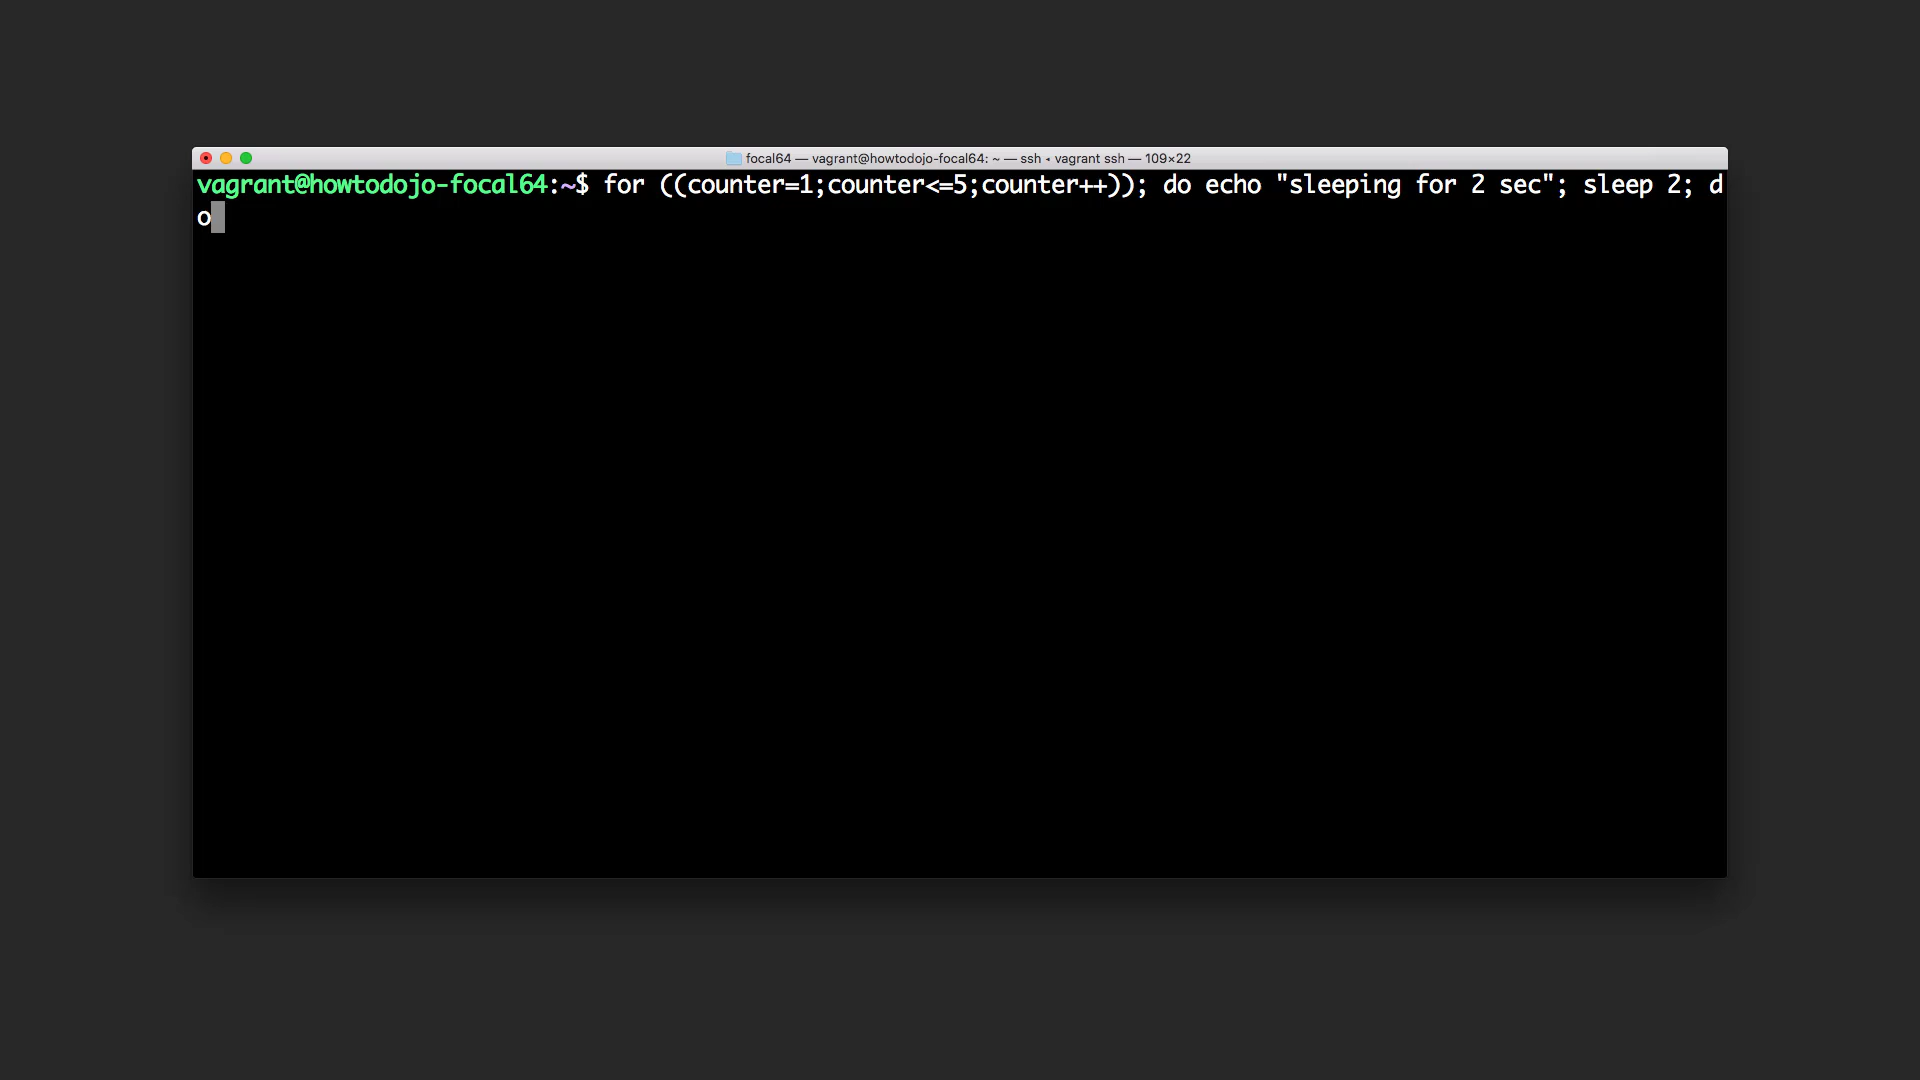 focal64 — vagrant@howtodojo-focal64: ~ — ssh ◂ vagrant ssh — 109×22
vagrant@howtodojo-focal64:~$ for ((counter=1;counter<=5;counter++)); do echo "sleeping for 2 sec"; sleep 2; d
o